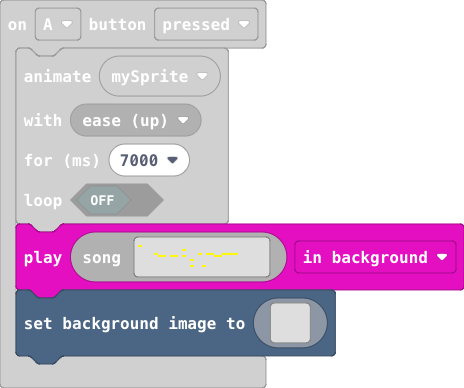 on A button pressed
animate mySprite
with ease (up)
for (ms) 7000
loop OFF
play song in background
set background image to